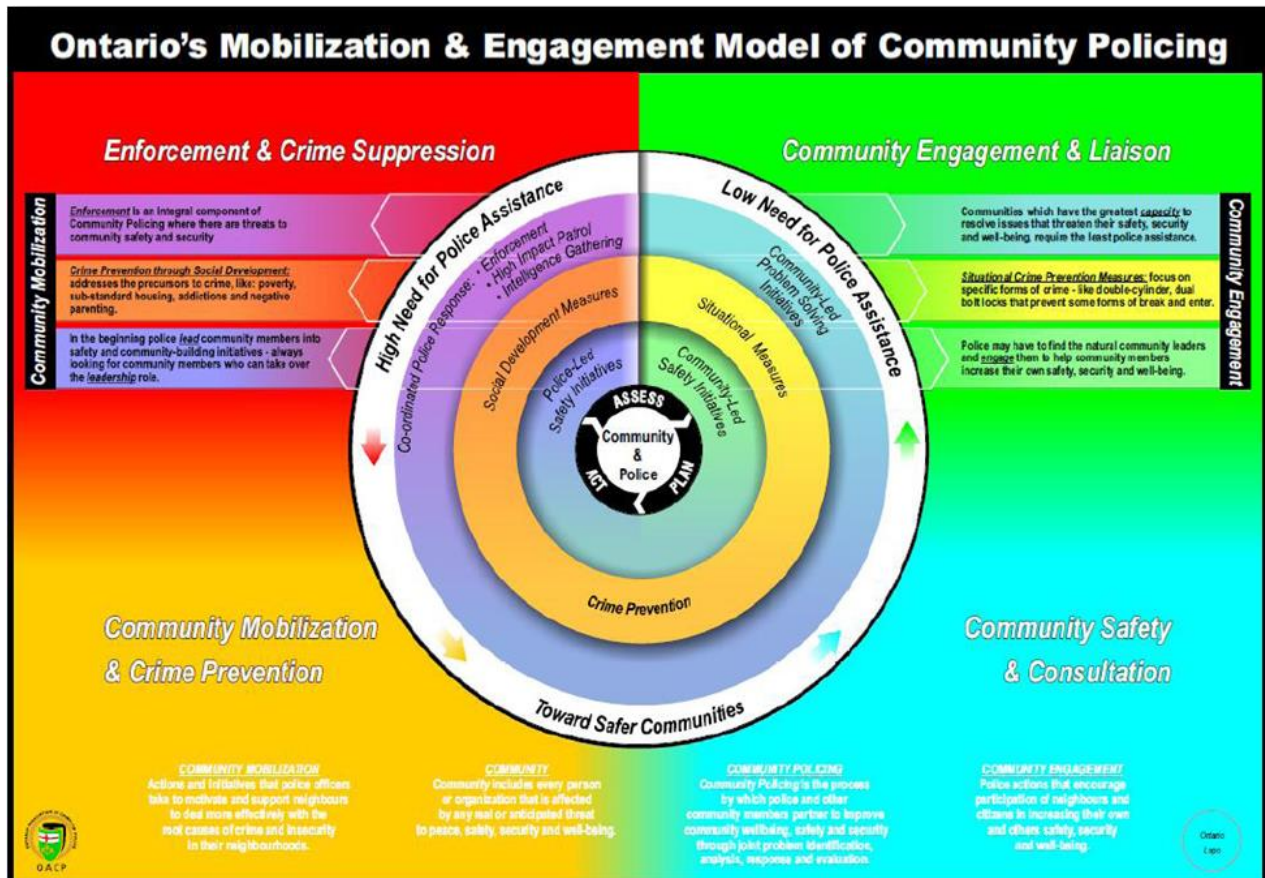 Ontario's Mobilization & Engagement Model of Community Policing
Enforcement & Crime Suppression
Community Engagement & Liaison
Community Mobilization
Enforcement is an integral component of
Community Policing where there are threats to
community safety and security
Crime Prevention through Social Development:
addresses the precursors to crime, like: poverty,
sub-standard housing, addictions and negative
parenting.
In the beginning police lead community members into
safety and community-building initiatives - always
looking for community members who can take over
the leadership role.
High Need for Police Assistance
Low Need for Police Assistance
Co-ordinated Police Response:
• Enforcement
• High Impact Patrol
• Intelligence Gathering
Community-Led
Problem Solving
Initiatives
Social Development Measures
Situational Measures
Police-Led
Safety Initiatives
Community-Led
Safety Initiatives
ASSESS
Community
&
Police
ACT
PLAN
Crime Prevention
Toward Safer Communities
Communities which have the greatest capacity to
resolve issues that threaten their safety, security
and well-being, require the least police assistance.
Situational Crime Prevention Measures: focus on
specific forms of crime - like double-cylinder, dual
bolt locks that prevent some forms of break and enter.
Police may have to find the natural community leaders
and engage them to help community members
increase their own safety, security and well-being.
Community Engagement
Community Mobilization
& Crime Prevention
Community Safety
& Consultation
COMMUNITY MOBILIZATION
Actions and initiatives that police officers
take to motivate and support neighbours
to deal more effectively with the
root causes of crime and insecurity
in their neighbourhoods.
COMMUNITY
Community includes every person
or organization that is affected
by any real or anticipated threat
to peace, safety, security and well-being.
COMMUNITY POLICING
Community Policing is the process
by which police and other
community members partner to improve
community wellbeing, safety and security
through joint problem identification,
analysis, response and evaluation.
COMMUNITY ENGAGEMENT
Police actions that encourage
participation of neighbours and
citizens in increasing their own
and others safety, security
and well-being.
OACP
Ontario